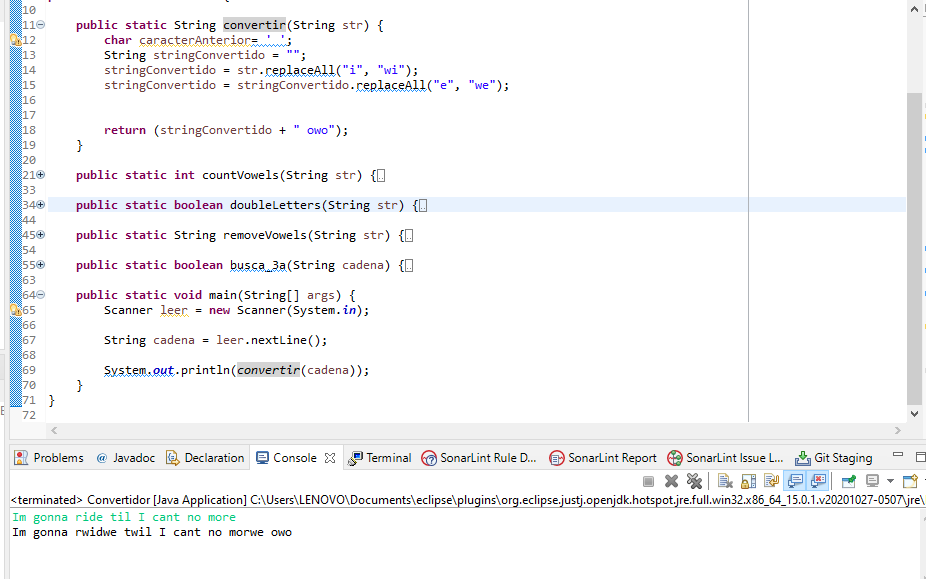 10
11 public static String convertir(String str) {
12 char caracterAnterior= ' ';
13 String stringConvertido = "";
14 stringConvertido = str.replaceAll("i", "wi");
15 stringConvertido = stringConvertido.replaceAll("e", "we");
16
17
18 return (stringConvertido + " owo");
19 }
20
21 public static int countVowels(String str) {
33
34 public static boolean doubleLetters(String str) {
44
45 public static String removeVowels(String str) {
54
55 public static boolean busca_3a(String cadena) {
63
64 public static void main(String[] args) {
65 Scanner leer = new Scanner(System.in);
66
67 String cadena = leer.nextLine();
68
69 System.out.println(convertir(cadena));
70 }
71 }
72
Problems @ Javadoc Declaration Console Terminal SonarLint Rule D... SonarLint Report SonarLint Issue L... Git Staging
<terminated> Convertidor [Java Application] C:\Users\LENOVO\Documents\eclipse\plugins\org.eclipse.justj.openjdk.hotspot.jre.full.win32.x86_64_15.0.1.v20201027-0507\jre\
Im gonna ride til I cant no more
Im gonna rwidwe twil I cant no morwe owo